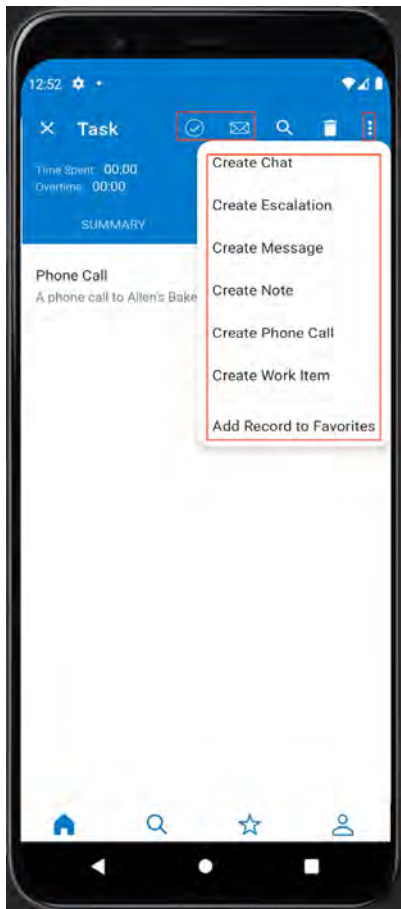 12:52
Task
Time Spent: 00:00
Overtime: 00:00
SUMMARY
Phone Call
A phone call to Allen's Bake
Create Chat
Create Escalation
Create Message
Create Note
Create Phone Call
Create Work Item
Add Record to Favorites